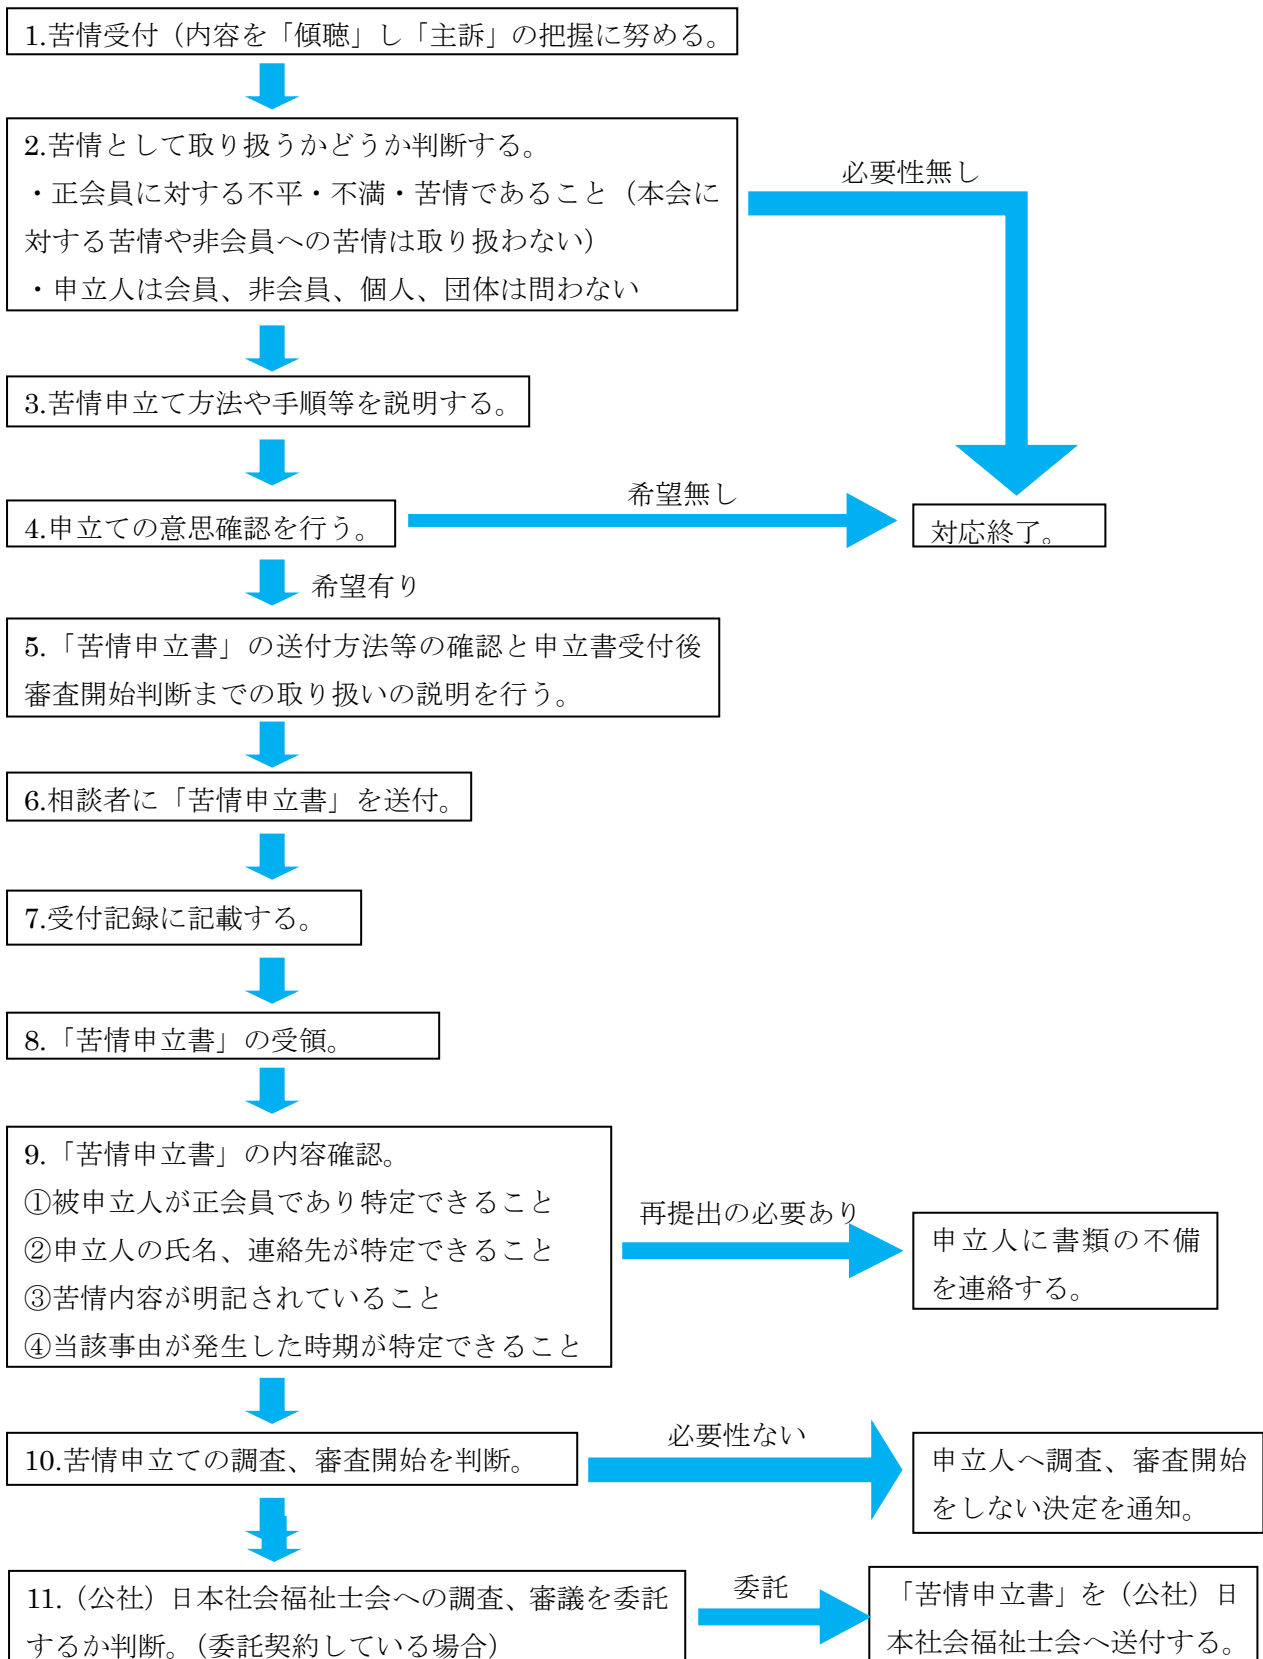 1.苦情受付（内容を「傾聴」し「主訴」の把握に努める。
2.苦情として取り扱うかどうか判断する。
・正会員に対する不平・不満・苦情であること（本会に
対する苦情や非会員への苦情は取り扱わない）
・申立人は会員、非会員、個人、団体は問わない
必要性無し
3.苦情申立て方法や手順等を説明する。
4.申立ての意思確認を行う。
希望無し
対応終了。
希望有り
5.「苦情申立書」の送付方法等の確認と申立書受付後
審査開始判断までの取り扱いの説明を行う。
6.相談者に「苦情申立書」を送付。
7.受付記録に記載する。
8.「苦情申立書」の受領。
9.「苦情申立書」の内容確認。
①被申立人が正会員であり特定できること
②申立人の氏名、連絡先が特定できること
③苦情内容が明記されていること
④当該事由が発生した時期が特定できること
再提出の必要あり
申立人に書類の不備
を連絡する。
10.苦情申立ての調査、審査開始を判断。
必要性ない
申立人へ調査、審査開始
をしない決定を通知。
11.（公社）日本社会福祉士会への調査、審議を委託
するか判断。（委託契約している場合）
委託
「苦情申立書」を（公社）日
本社会福祉士会へ送付する。